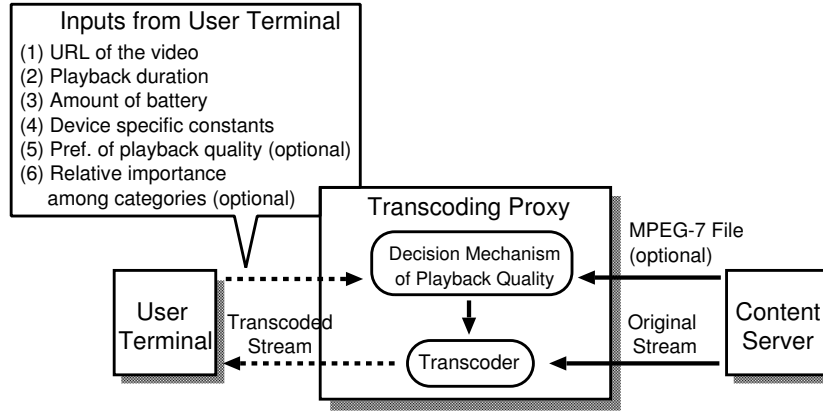 Inputs from User Terminal
(1) URL of the video
(2) Playback duration
(3) Amount of battery
(4) Device specific constants
(5) Pref. of playback quality (optional)
(6) Relative importance
among categories (optional)
Transcoding Proxy
Decision Mechanism
of Playback Quality
MPEG-7 File
(optional)
User
Terminal
Transcoded
Stream
Transcoder
Original
Stream
Content
Server